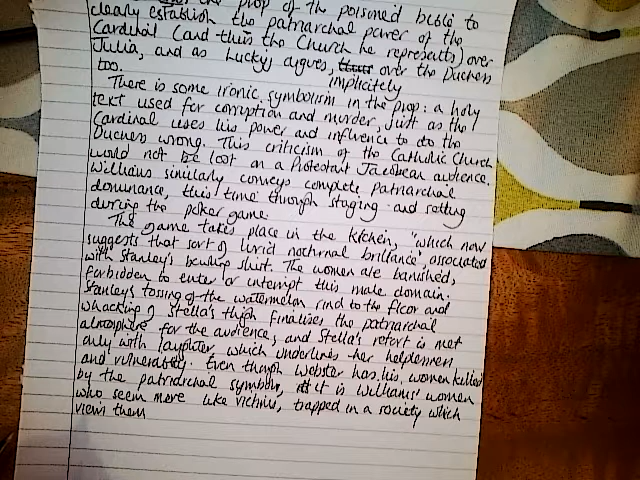 the prop of the poisoned bible to
clearly establish the patriarchal power of the
Cardinal (and thus the Church he represents) over
Julia, and as Lucky argues, over the Duchess
implicitly
too.
There is some ironic symbolism in the prop: a holy
text used for corruption and murder, just as the
Cardinal uses his power and influence to do the
Duchess wrong. This criticism of the Catholic Church
would not be lost on a Protestant Jacobean audience.
Williams similarly conveys complete patriarchal
dominance, this time through staging and setting
during the poker game.
The game takes place in the kitchen, "which now
suggests that sort of lurid nocturnal brilliance", associated
with Stanley's bowling shirt. The women are banished,
forbidden to enter or interrupt this male domain.
Stanley's tossing of the watermelon rind to the floor and
whacking of Stella's thigh finalises the patriarchal
atmosphere for the audience, and Stella's retort is met
only with laughter which underlines her helplessness
and vulnerability. Even though Webster has his women killed
by the patriarchal symbol, it is Williams' women
who seem more like victims, trapped in a society which
views them